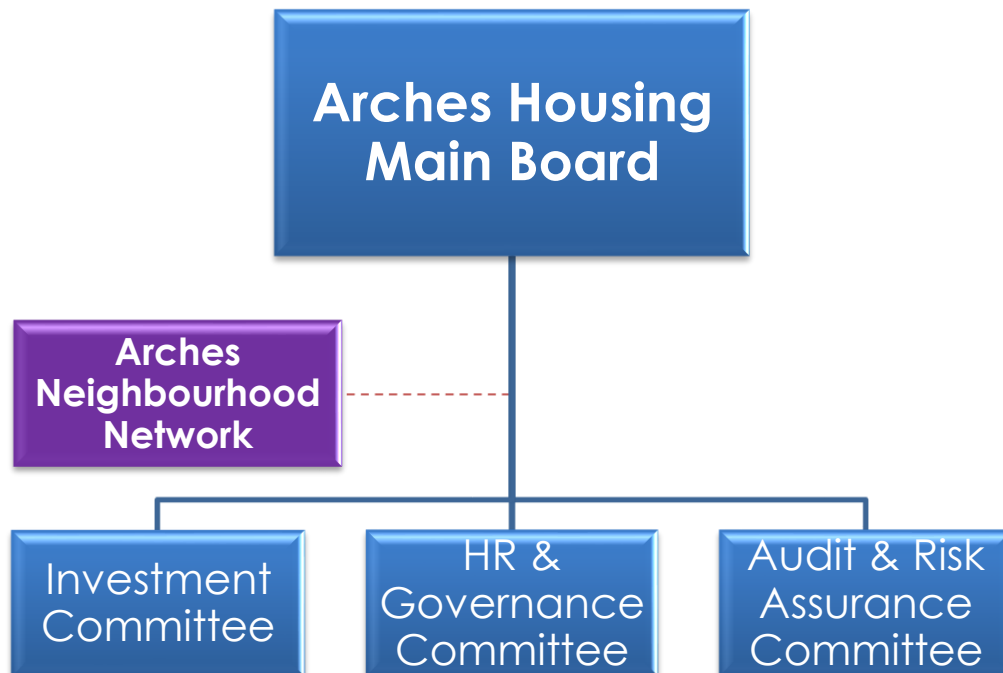 Arches Housing
Main Board
Arches
Neighbourhood
Network
Investment
Committee
HR &
Governance
Committee
Audit & Risk
Assurance
Committee